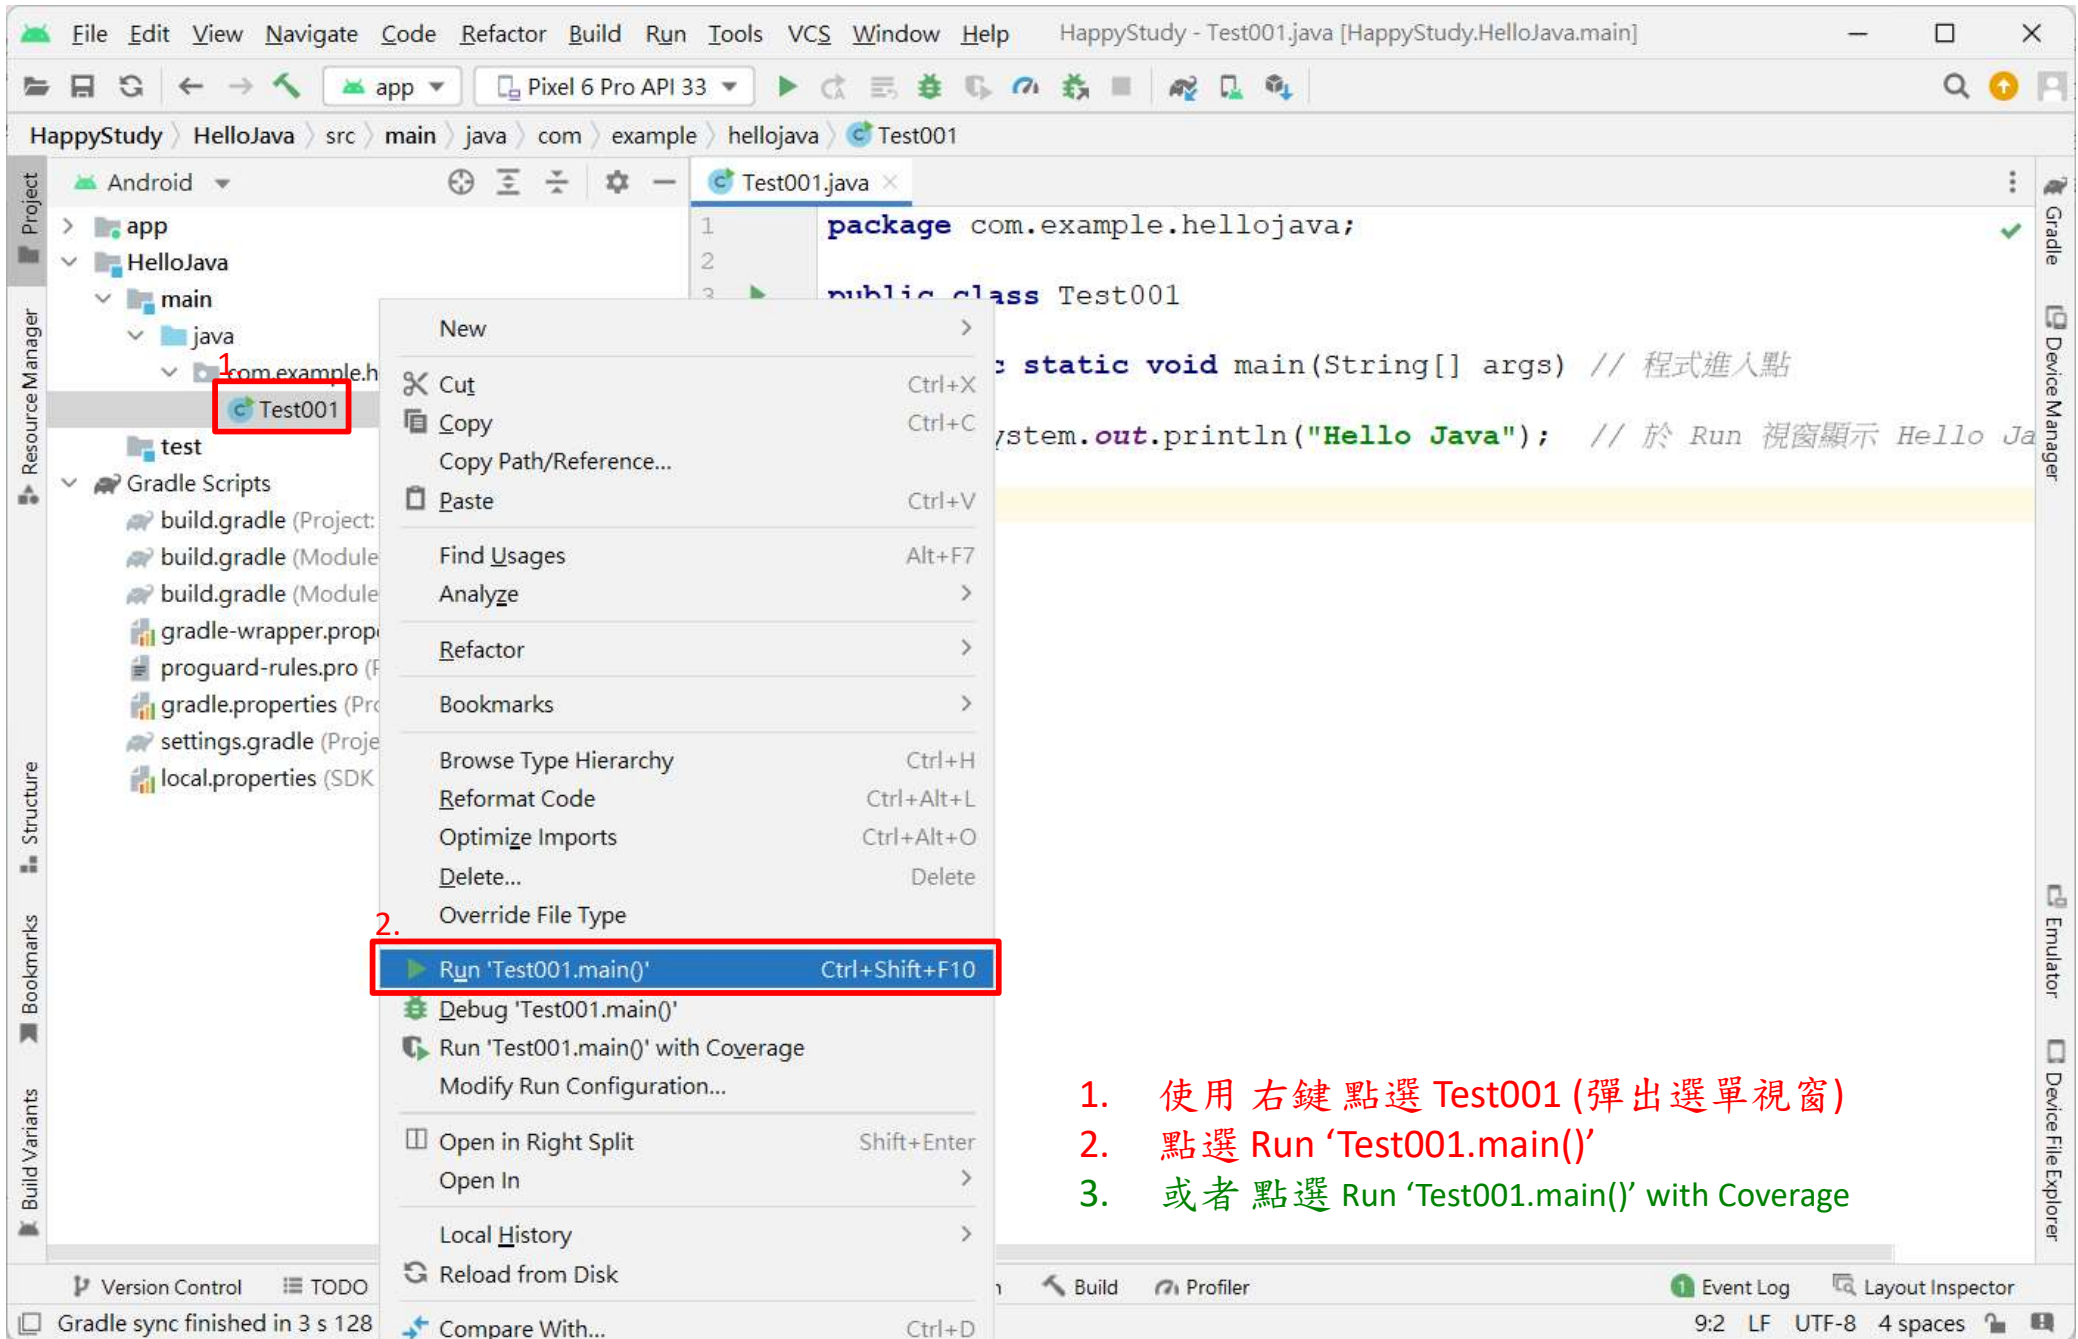 File Edit View Navigate Code Refactor Build Run Tools VCS Window Help HappyStudy - Test001.java [HappyStudy.HelloJava.main]
app Pixel 6 Pro API 33
HappyStudy HelloJava src main java com example hellojava Test001
Android
Test001.java
Project
Resource Manager
Structure
Bookmarks
Build Variants
app
HelloJava
main
java
com.example.h
1.
Test001
test
Gradle Scripts
build.gradle (Project:
build.gradle (Module
build.gradle (Module
gradle-wrapper.prope
proguard-rules.pro (P
gradle.properties (Pro
settings.gradle (Proje
local.properties (SDK
1 package com.example.hellojava;
2
3 public class Test001
c static void main(String[] args) // 程式進入點
ystem.out.println("Hello Java"); // 於 Run 視窗顯示 Hello Ja
New
Cut Ctrl+X
Copy Ctrl+C
Copy Path/Reference...
Paste Ctrl+V
Find Usages Alt+F7
Analyze
Refactor
Bookmarks
Browse Type Hierarchy Ctrl+H
Reformat Code Ctrl+Alt+L
Optimize Imports Ctrl+Alt+O
Delete... Delete
Override File Type
2.
Run 'Test001.main()' Ctrl+Shift+F10
Debug 'Test001.main()'
Run 'Test001.main()' with Coverage
Modify Run Configuration...
Open in Right Split Shift+Enter
Open In
Local History
Reload from Disk
Compare With... Ctrl+D
1. 使用 右鍵 點選 Test001 (彈出選單視窗)
2. 點選 Run ‘Test001.main()’
3. 或者 點選 Run ‘Test001.main()’ with Coverage
Gradle
Device Manager
Emulator
Device File Explorer
Version Control TODO Build Profiler 1 Event Log Layout Inspector
Gradle sync finished in 3 s 128 9:2 LF UTF-8 4 spaces